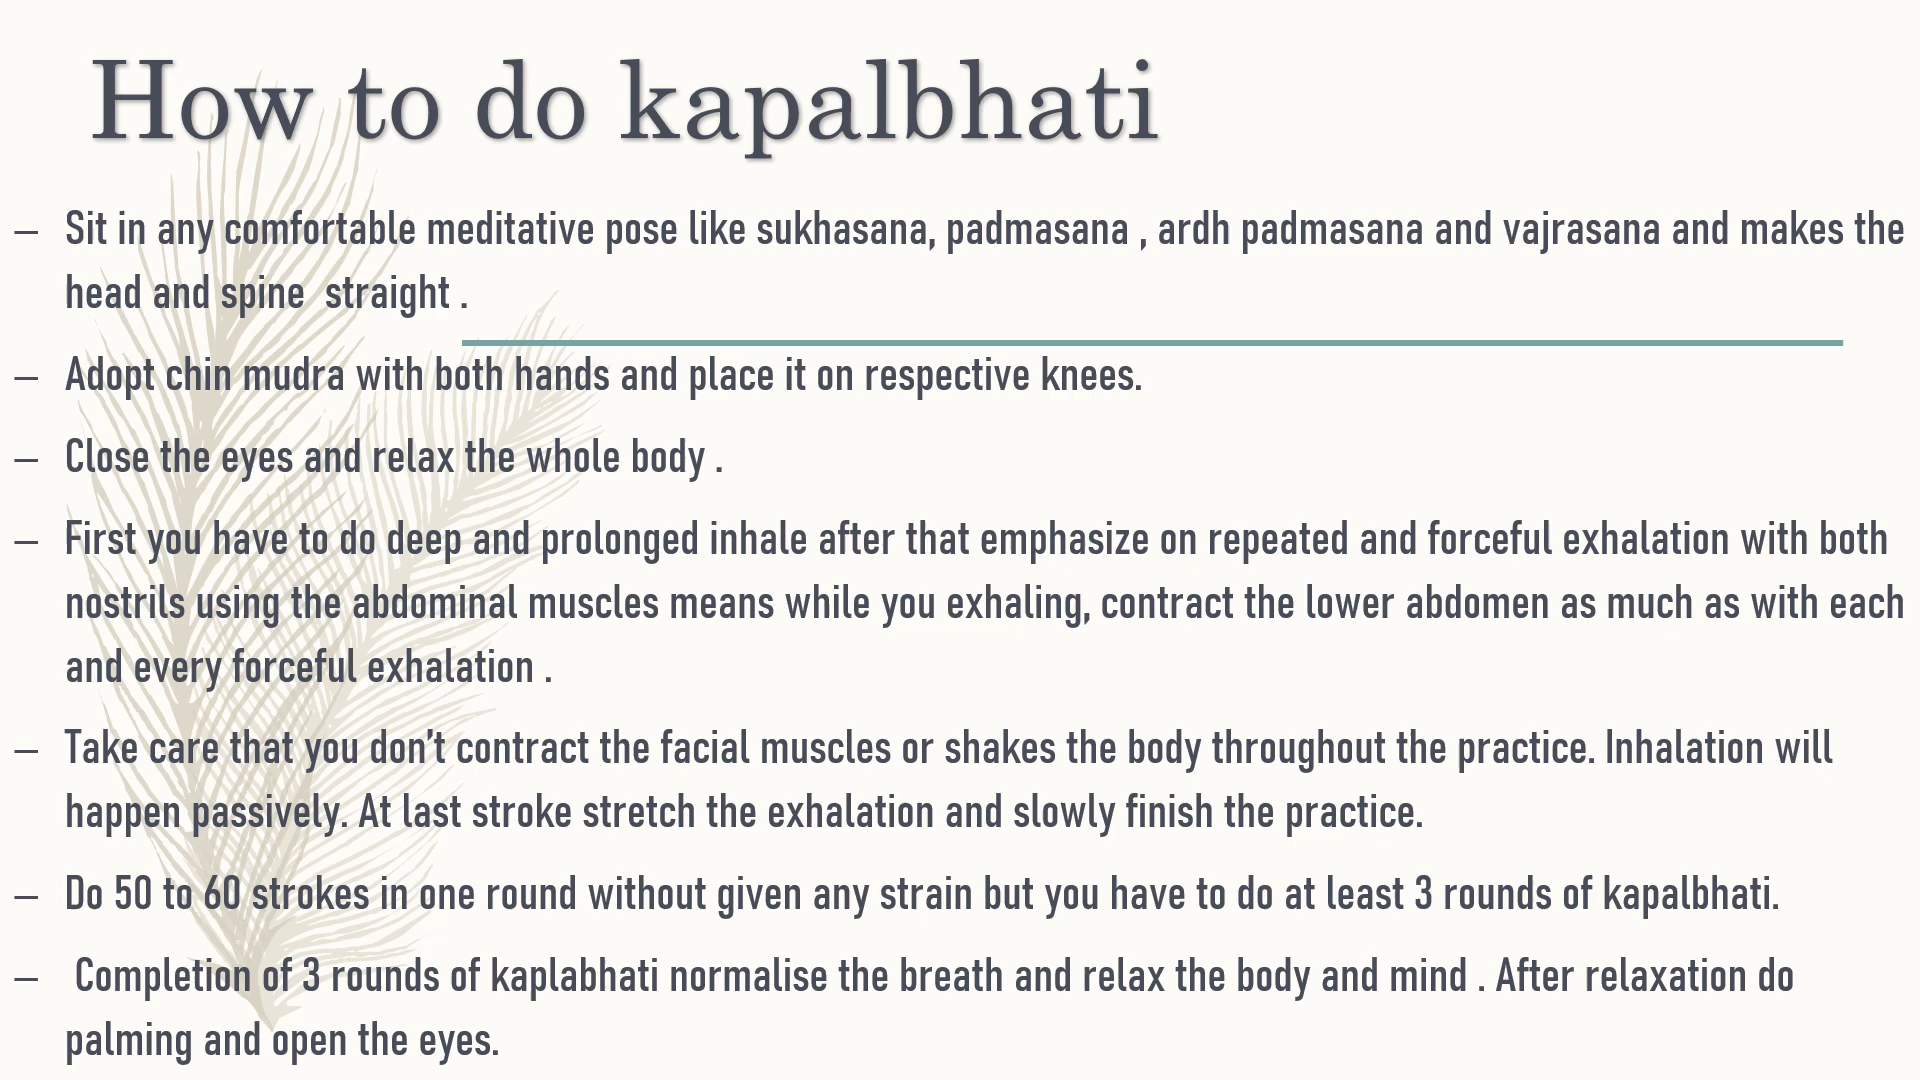 How to do kapalbhati
– Sit in any comfortable meditative pose like sukhasana, padmasana , ardh padmasana and vajrasana and makes the
head and spine  straight .
– Adopt chin mudra with both hands and place it on respective knees.
– Close the eyes and relax the whole body .
– First you have to do deep and prolonged inhale after that emphasize on repeated and forceful exhalation with both
nostrils using the abdominal muscles means while you exhaling, contract the lower abdomen as much as with each
and every forceful exhalation .
– Take care that you don’t contract the facial muscles or shakes the body throughout the practice. Inhalation will
happen passively. At last stroke stretch the exhalation and slowly finish the practice.
– Do 50 to 60 strokes in one round without given any strain but you have to do at least 3 rounds of kapalbhati.
– Completion of 3 rounds of kaplabhati normalise the breath and relax the body and mind . After relaxation do
palming and open the eyes.